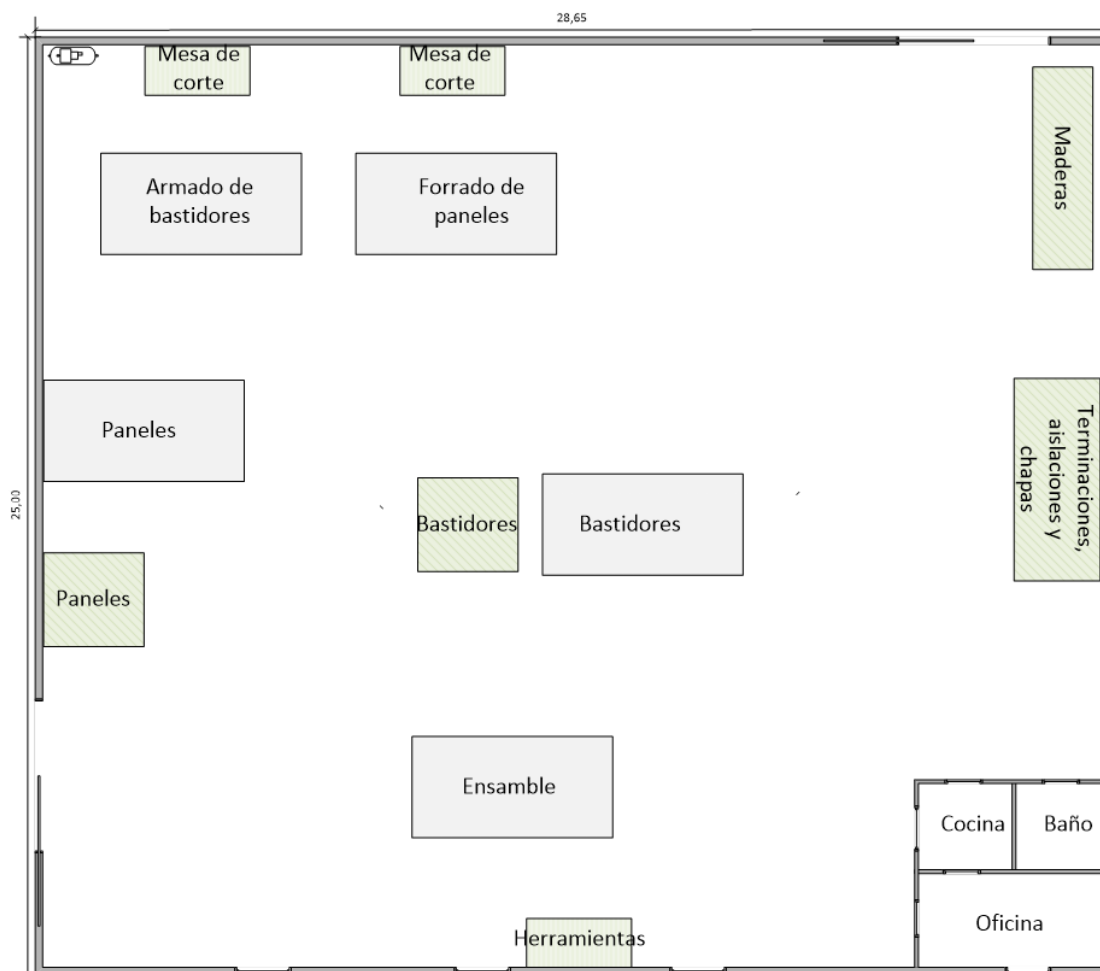 28,65
Mesa de
corte
Mesa de
corte
Maderas
Armado de
bastidores
Forrado de
paneles
Paneles
Terminaciones,
aislaciones y
chapas
25,00
Bastidores
Bastidores
Paneles
Ensamble
Cocina
Baño
Oficina
Herramientas